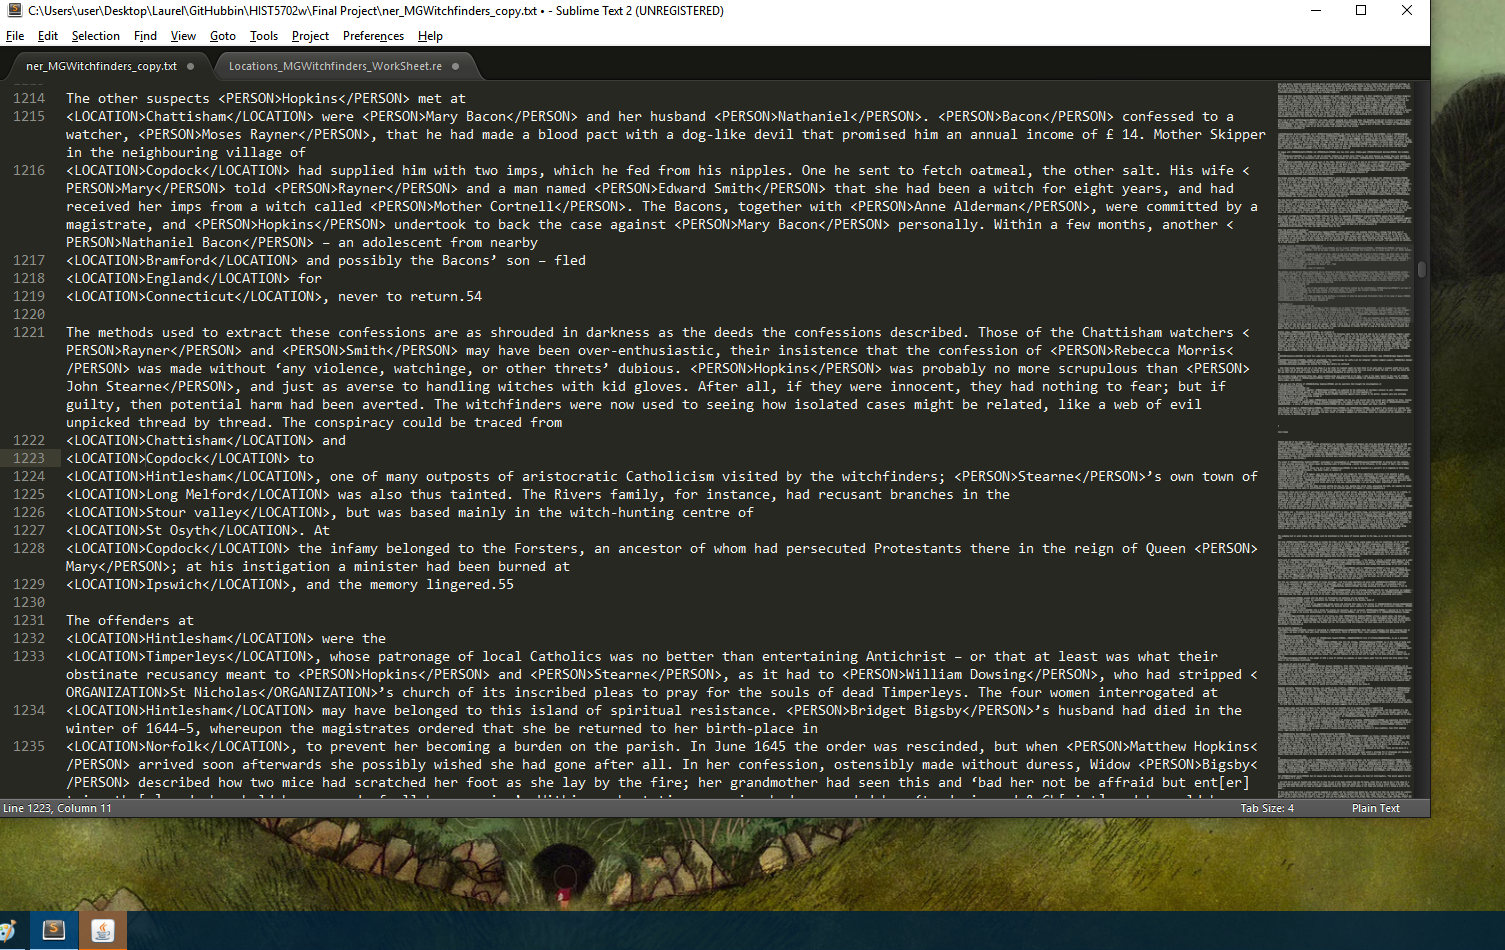 C:\Users\user\Desktop\Laurel\GitHubbin\HIST5702w\Final Project\ner_MGWitchfinders_copy.txt • - Sublime Text 2 (UNREGISTERED)
File Edit Selection Find View Goto Tools Project Preferences Help
ner_MGWitchfinders_copy.txt Locations_MGWitchfinders_WorkSheet.re
1214 The other suspects <PERSON>Hopkins</PERSON> met at
1215 <LOCATION>Chattisham</LOCATION> were <PERSON>Mary Bacon</PERSON> and her husband <PERSON>Nathaniel</PERSON>. <PERSON>Bacon</PERSON> confessed to a
watcher, <PERSON>Moses Rayner</PERSON>, that he had made a blood pact with a dog-like devil that promised him an annual income of £ 14. Mother Skipper
in the neighbouring village of
1216 <LOCATION>Copdock</LOCATION> had supplied him with two imps, which he fed from his nipples. One he sent to fetch oatmeal, the other salt. His wife <
PERSON>Mary</PERSON> told <PERSON>Rayner</PERSON> and a man named <PERSON>Edward Smith</PERSON> that she had been a witch for eight years, and had
received her imps from a witch called <PERSON>Mother Cortnell</PERSON>. The Bacons, together with <PERSON>Anne Alderman</PERSON>, were committed by a
magistrate, and <PERSON>Hopkins</PERSON> undertook to back the case against <PERSON>Mary Bacon</PERSON> personally. Within a few months, another <
PERSON>Nathaniel Bacon</PERSON> – an adolescent from nearby
1217 <LOCATION>Bramford</LOCATION> and possibly the Bacons’ son – fled
1218 <LOCATION>England</LOCATION> for
1219 <LOCATION>Connecticut</LOCATION>, never to return.54
1220
1221 The methods used to extract these confessions are as shrouded in darkness as the deeds the confessions described. Those of the Chattisham watchers <
PERSON>Rayner</PERSON> and <PERSON>Smith</PERSON> may have been over-enthusiastic, their insistence that the confession of <PERSON>Rebecca Morris<
/PERSON> was made without ‘any violence, watchinge, or other threts’ dubious. <PERSON>Hopkins</PERSON> was probably no more scrupulous than <PERSON>
John Stearne</PERSON>, and just as averse to handling witches with kid gloves. After all, if they were innocent, they had nothing to fear; but if
guilty, then potential harm had been averted. The witchfinders were now used to seeing how isolated cases might be related, like a web of evil
unpicked thread by thread. The conspiracy could be traced from
1222 <LOCATION>Chattisham</LOCATION> and
1223 <LOCATION>Copdock</LOCATION> to
1224 <LOCATION>Hintlesham</LOCATION>, one of many outposts of aristocratic Catholicism visited by the witchfinders; <PERSON>Stearne</PERSON>’s own town of
1225 <LOCATION>Long Melford</LOCATION> was also thus tainted. The Rivers family, for instance, had recusant branches in the
1226 <LOCATION>Stour valley</LOCATION>, but was based mainly in the witch-hunting centre of
1227 <LOCATION>St Osyth</LOCATION>. At
1228 <LOCATION>Copdock</LOCATION> the infamy belonged to the Forsters, an ancestor of whom had persecuted Protestants there in the reign of Queen <PERSON>
Mary</PERSON>; at his instigation a minister had been burned at
1229 <LOCATION>Ipswich</LOCATION>, and the memory lingered.55
1230
1231 The offenders at
1232 <LOCATION>Hintlesham</LOCATION> were the
1233 <LOCATION>Timperleys</LOCATION>, whose patronage of local Catholics was no better than entertaining Antichrist – or that at least was what their
obstinate recusancy meant to <PERSON>Hopkins</PERSON> and <PERSON>Stearne</PERSON>, as it had to <PERSON>William Dowsing</PERSON>, who had stripped <
ORGANIZATION>St Nicholas</ORGANIZATION>’s church of its inscribed pleas to pray for the souls of dead Timperleys. The four women interrogated at
1234 <LOCATION>Hintlesham</LOCATION> may have belonged to this island of spiritual resistance. <PERSON>Bridget Bigsby</PERSON>’s husband had died in the
winter of 1644–5, whereupon the magistrates ordered that she be returned to her birth-place in
1235 <LOCATION>Norfolk</LOCATION>, to prevent her becoming a burden on the parish. In June 1645 the order was rescinded, but when <PERSON>Matthew Hopkins<
/PERSON> arrived soon afterwards she possibly wished she had gone after all. In her confession, ostensibly made without duress, Widow <PERSON>Bigsby<
/PERSON> described how two mice had scratched her foot as she lay by the fire; her grandmother had seen this and ‘bad her not be affraid but ent[er]
Line 1223, Column 11 Tab Size: 4 Plain Text